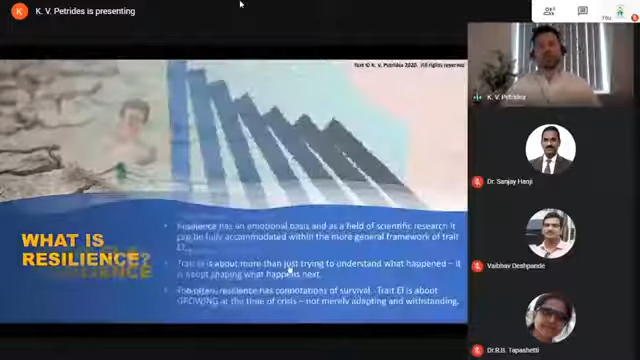 K. V. Petrides is presenting
You
Text © K. V. Petrides 2020. All rights reserved
WHAT IS
RESILIENCE?
• Resilience has an emotional basis and as a field of scientific research it
can be fully accommodated within the more general framework of trait
EI.
• Trait EI is about more than just trying to understand what happened – it
is about shaping what happens next.
• Too often, resilience has connotations of survival. Trait EI is about
GROWING at the time of crisis – not merely adapting and withstanding.
K. V. Petrides
Dr. Sanjay Hanji
Vaibhav Deshpande
Dr.R.B. Tapashetti